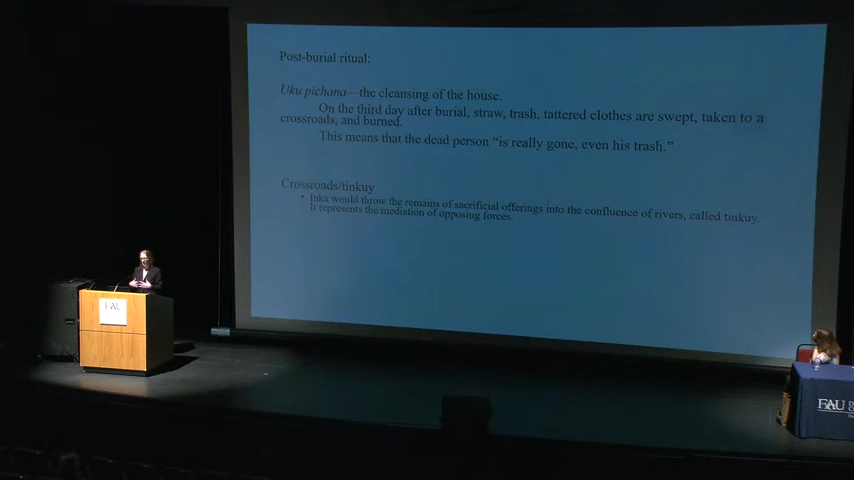 Post-burial ritual:
Uku pichana—the cleansing of the house.
On the third day after burial, straw, trash, tattered clothes are swept, taken to a
crossroads, and burned.
This means that the dead person “is really gone, even his trash.”
Crossroads/tinkuy
• Inka would throw the remains of sacrificial offerings into the confluence of rivers, called tinkuy.
It represents the mediation of opposing forces.
FAU
FAU